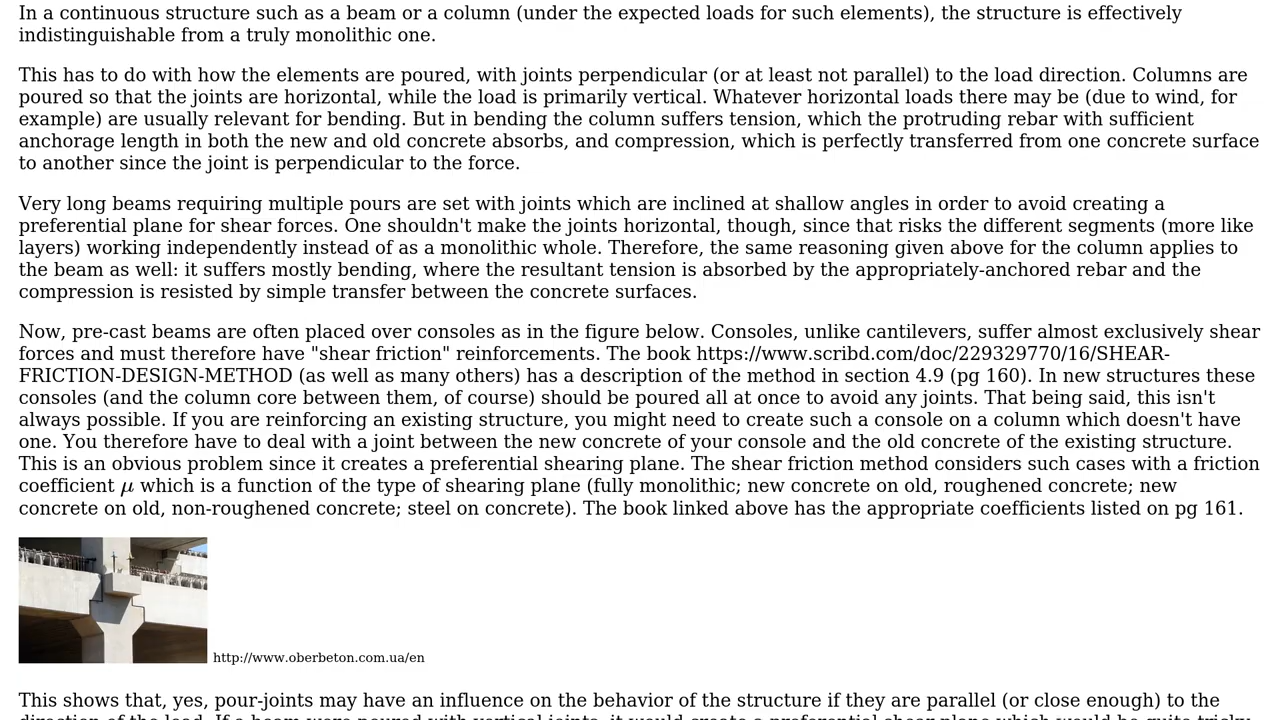 In a continuous structure such as a beam or a column (under the expected loads for such elements), the structure is effectively
indistinguishable from a truly monolithic one.
This has to do with how the elements are poured, with joints perpendicular (or at least not parallel) to the load direction. Columns are
poured so that the joints are horizontal, while the load is primarily vertical. Whatever horizontal loads there may be (due to wind, for
example) are usually relevant for bending. But in bending the column suffers tension, which the protruding rebar with sufficient
anchorage length in both the new and old concrete absorbs, and compression, which is perfectly transferred from one concrete surface
to another since the joint is perpendicular to the force.
Very long beams requiring multiple pours are set with joints which are inclined at shallow angles in order to avoid creating a
preferential plane for shear forces. One shouldn't make the joints horizontal, though, since that risks the different segments (more like
layers) working independently instead of as a monolithic whole. Therefore, the same reasoning given above for the column applies to
the beam as well: it suffers mostly bending, where the resultant tension is absorbed by the appropriately-anchored rebar and the
compression is resisted by simple transfer between the concrete surfaces.
Now, pre-cast beams are often placed over consoles as in the figure below. Consoles, unlike cantilevers, suffer almost exclusively shear
forces and must therefore have "shear friction" reinforcements. The book https://www.scribd.com/doc/229329770/16/SHEAR-
FRICTION-DESIGN-METHOD (as well as many others) has a description of the method in section 4.9 (pg 160). In new structures these
consoles (and the column core between them, of course) should be poured all at once to avoid any joints. That being said, this isn't
always possible. If you are reinforcing an existing structure, you might need to create such a console on a column which doesn't have
one. You therefore have to deal with a joint between the new concrete of your console and the old concrete of the existing structure.
This is an obvious problem since it creates a preferential shearing plane. The shear friction method considers such cases with a friction
coefficient μ which is a function of the type of shearing plane (fully monolithic; new concrete on old, roughened concrete; new
concrete on old, non-roughened concrete; steel on concrete). The book linked above has the appropriate coefficients listed on pg 161.
http://www.oberbeton.com.ua/en
This shows that, yes, pour-joints may have an influence on the behavior of the structure if they are parallel (or close enough) to the
direction of the load. If a beam were poured with vertical joints, it would create a preferential shear plane which would be quite tricky